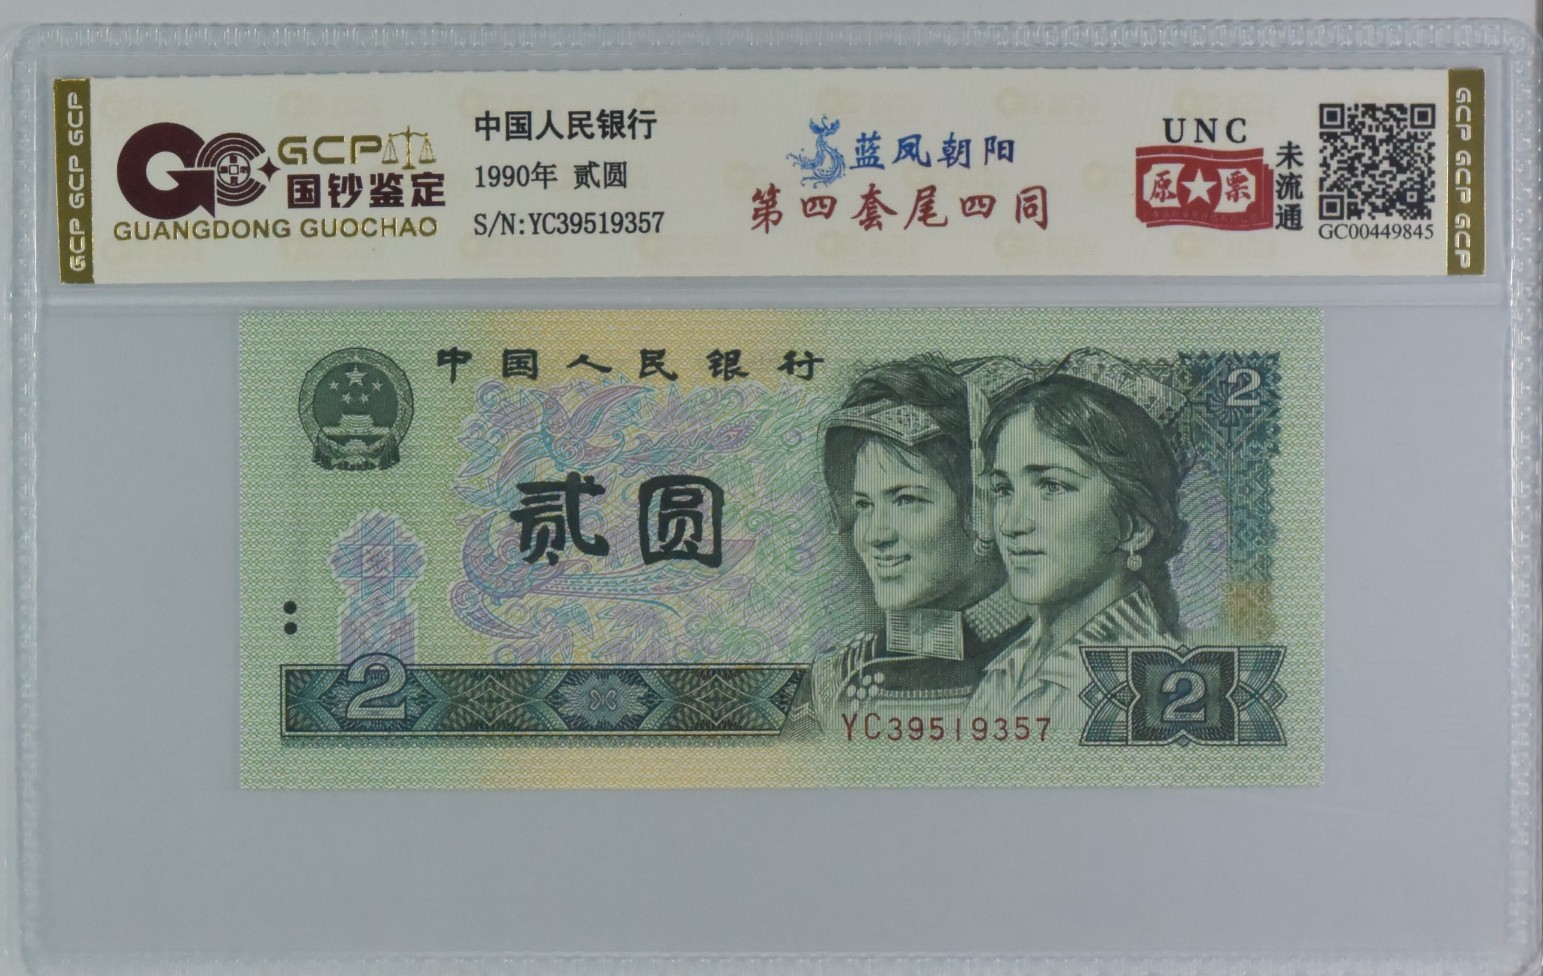 GCP GCP GCP
GCP
国钞鉴定
GUANGDONG GUOCHAO
中国人民银行
1990年 贰圆
S/N:YC39519357
蓝凤朝阳
第四套尾四同
UNC
原★票
未流通
GC00449845
GCP GCP GCP
中国人民银行
2
贰圆
2
YC39519357
2